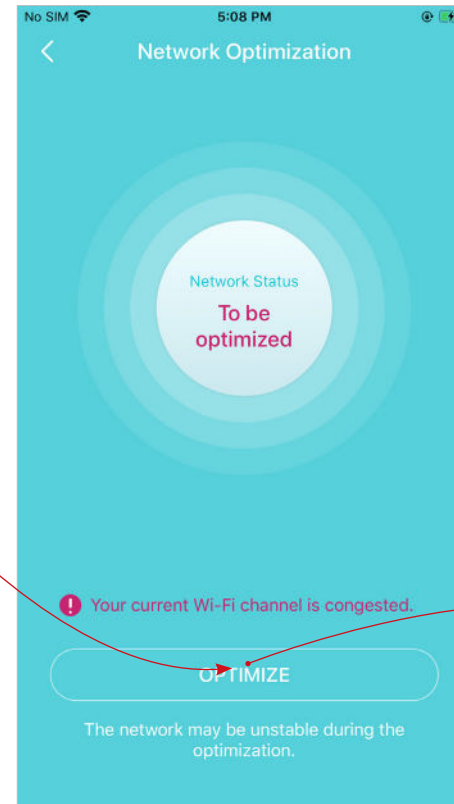 No SIM 5:08 PM
Network Optimization
Network Status
To be
optimized
Your current Wi-Fi channel is congested.
OPTIMIZE
The network may be unstable during the
optimization.